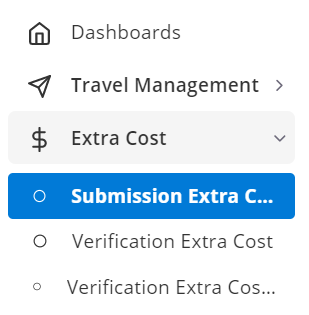 Dashboards
Travel Management
Extra Cost
Submission Extra C...
Verification Extra Cost
Verification Extra Cos...